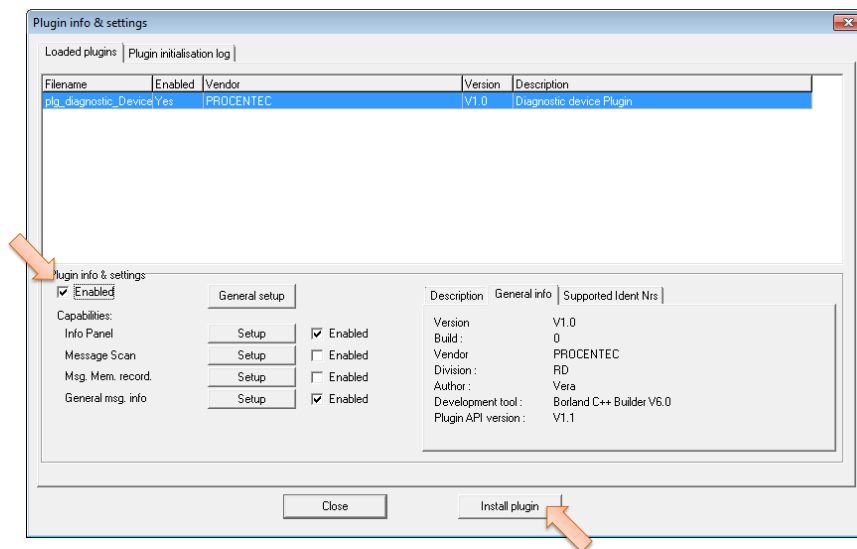 Plugin info & settings
Loaded plugins Plugin initialisation log
Filename Enabled Vendor Version Description
plg_diagnostic_Device Yes PROCENTEC V1.0 Diagnostic device Plugin
Plugin info & settings
Enabled General setup
Capabilities:
Info Panel Setup Enabled
Message Scan Setup Enabled
Msg. Mem. record. Setup Enabled
General msg. info Setup Enabled
Description General info Supported Ident Nrs
Version V1.0
Build : 0
Vendor PROCENTEC
Division : RD
Author : Vera
Development tool : Borland C++ Builder V6.0
Plugin API version : V1.1
Close Install plugin